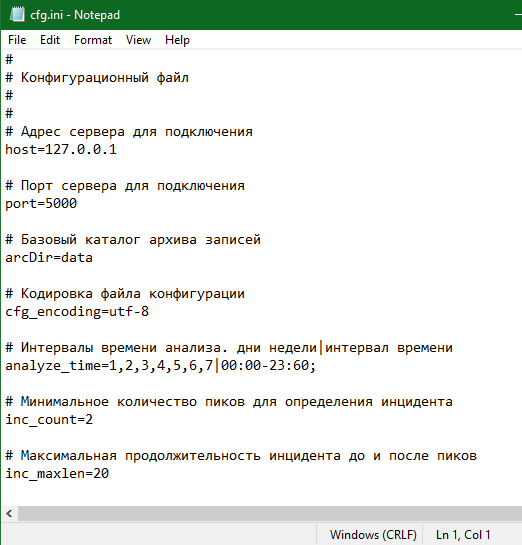 cfg.ini - Notepad
File Edit Format View Help
#
# Конфигурационный файл
#
#
# Адрес сервера для подключения
host=127.0.0.1
# Порт сервера для подключения
port=5000
# Базовый каталог архива записей
arcDir=data
# Кодировка файла конфигурации
cfg_encoding=utf-8
# Интервалы времени анализа. дни недели|интервал времени
analyze_time=1,2,3,4,5,6,7|00:00-23:60;
# Минимальное количество пиков для определения инцидента
inc_count=2
# Максимальная продолжительность инцидента до и после пиков
inc_maxlen=20
Windows (CRLF) Ln 1, Col 1